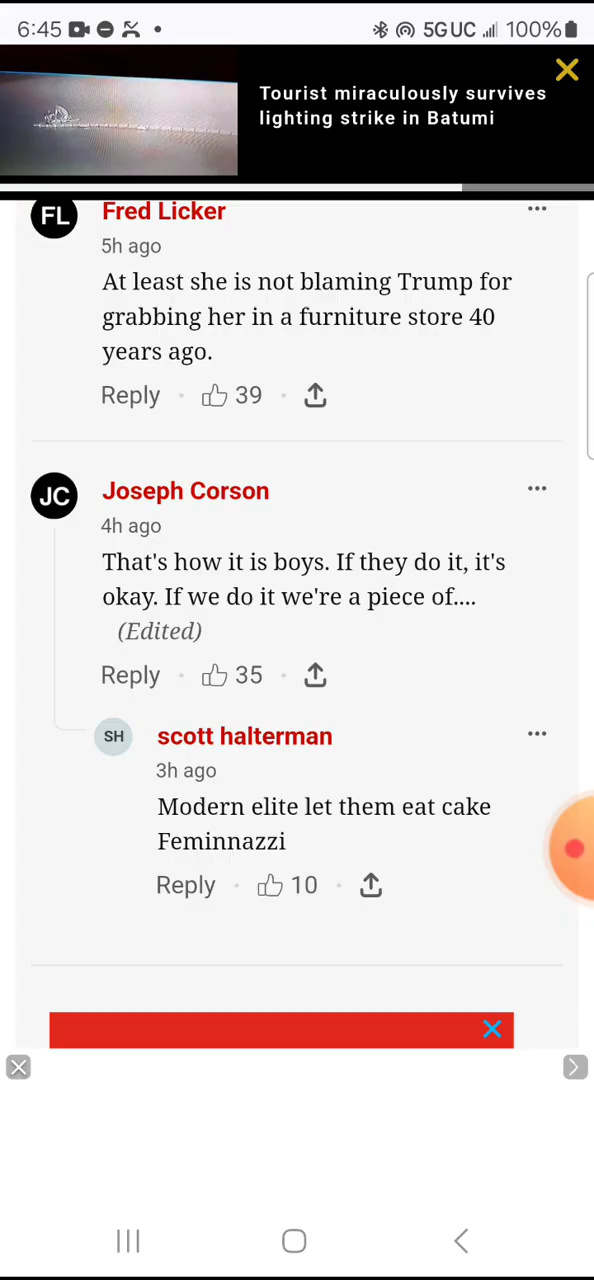 6:45
5G UC
100%
Tourist miraculously survives
lighting strike in Batumi
FL
Fred Licker
5h ago
At least she is not blaming Trump for
grabbing her in a furniture store 40
years ago.
Reply
39
JC
Joseph Corson
4h ago
That's how it is boys. If they do it, it's
okay. If we do it we're a piece of....
(Edited)
Reply
35
SH
scott halterman
3h ago
Modern elite let them eat cake
Feminnazzi
Reply
10